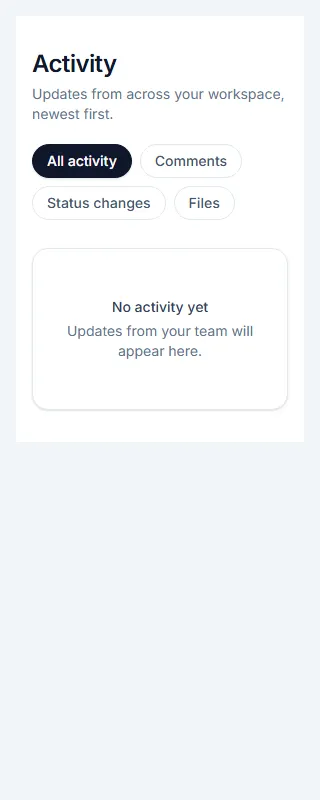 Activity
Updates from across your workspace,
newest first.
All activity
Comments
Status changes
Files
No activity yet
Updates from your team will
appear here.